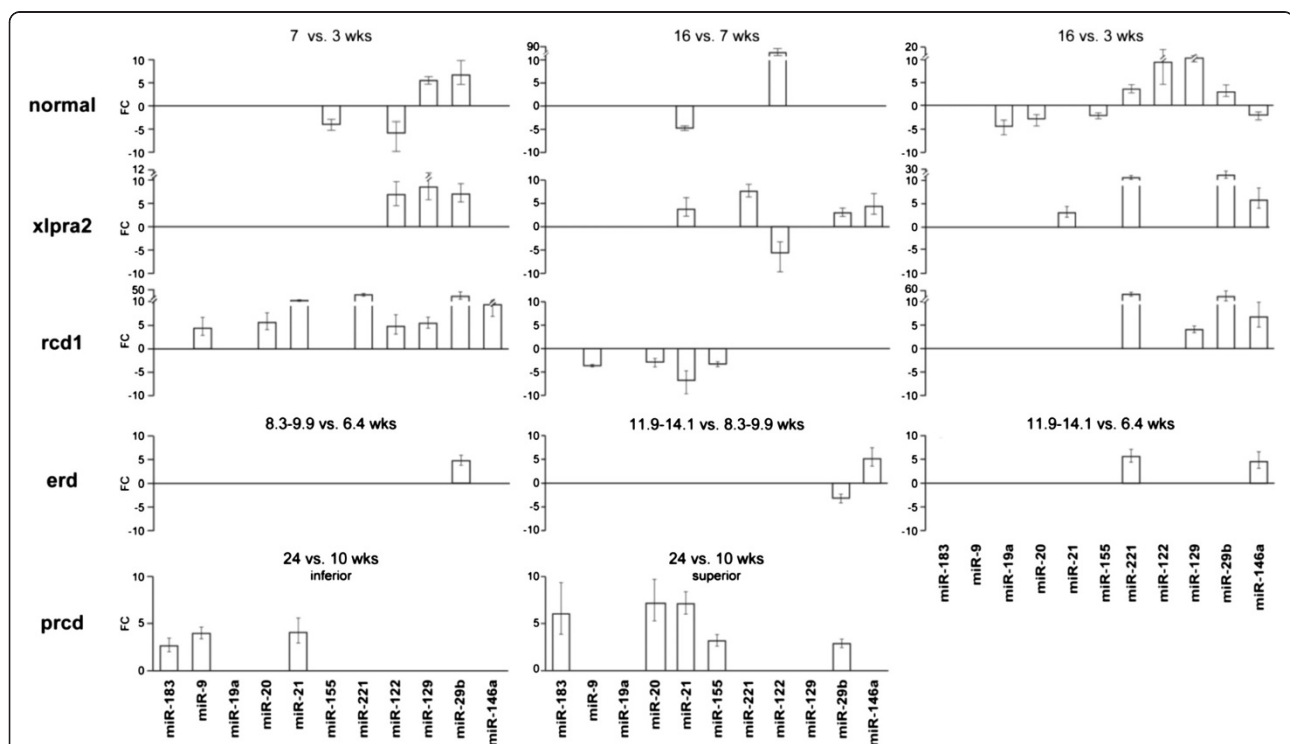 7 vs. 3 wks
16 vs. 7 wks
16 vs. 3 wks
normal
FC
10
5
0
-5
-10
90
10
5
0
-5
-10
20
10
5
0
-5
-10
xlpra2
FC
12
10
5
0
-5
-10
10
5
0
-5
-10
30
10
5
0
-5
-10
rcd1
FC
50
10
5
0
-5
-10
10
5
0
-5
-10
60
10
5
0
-5
-10
8.3-9.9 vs. 6.4 wks
11.9-14.1 vs. 8.3-9.9 wks
11.9-14.1 vs. 6.4 wks
erd
FC
10
5
0
-5
-10
10
5
0
-5
-10
10
5
0
-5
-10
miR-183
miR-9
miR-19a
miR-20
miR-21
miR-155
miR-221
miR-122
miR-129
miR-29b
miR-146a
24 vs. 10 wks
inferior
24 vs. 10 wks
superior
prcd
FC
10
5
0
10
5
0
miR-183
miR-9
miR-19a
miR-20
miR-21
miR-155
miR-221
miR-122
miR-129
miR-29b
miR-146a
miR-183
miR-9
miR-19a
miR-20
miR-21
miR-155
miR-221
miR-122
miR-129
miR-29b
miR-146a